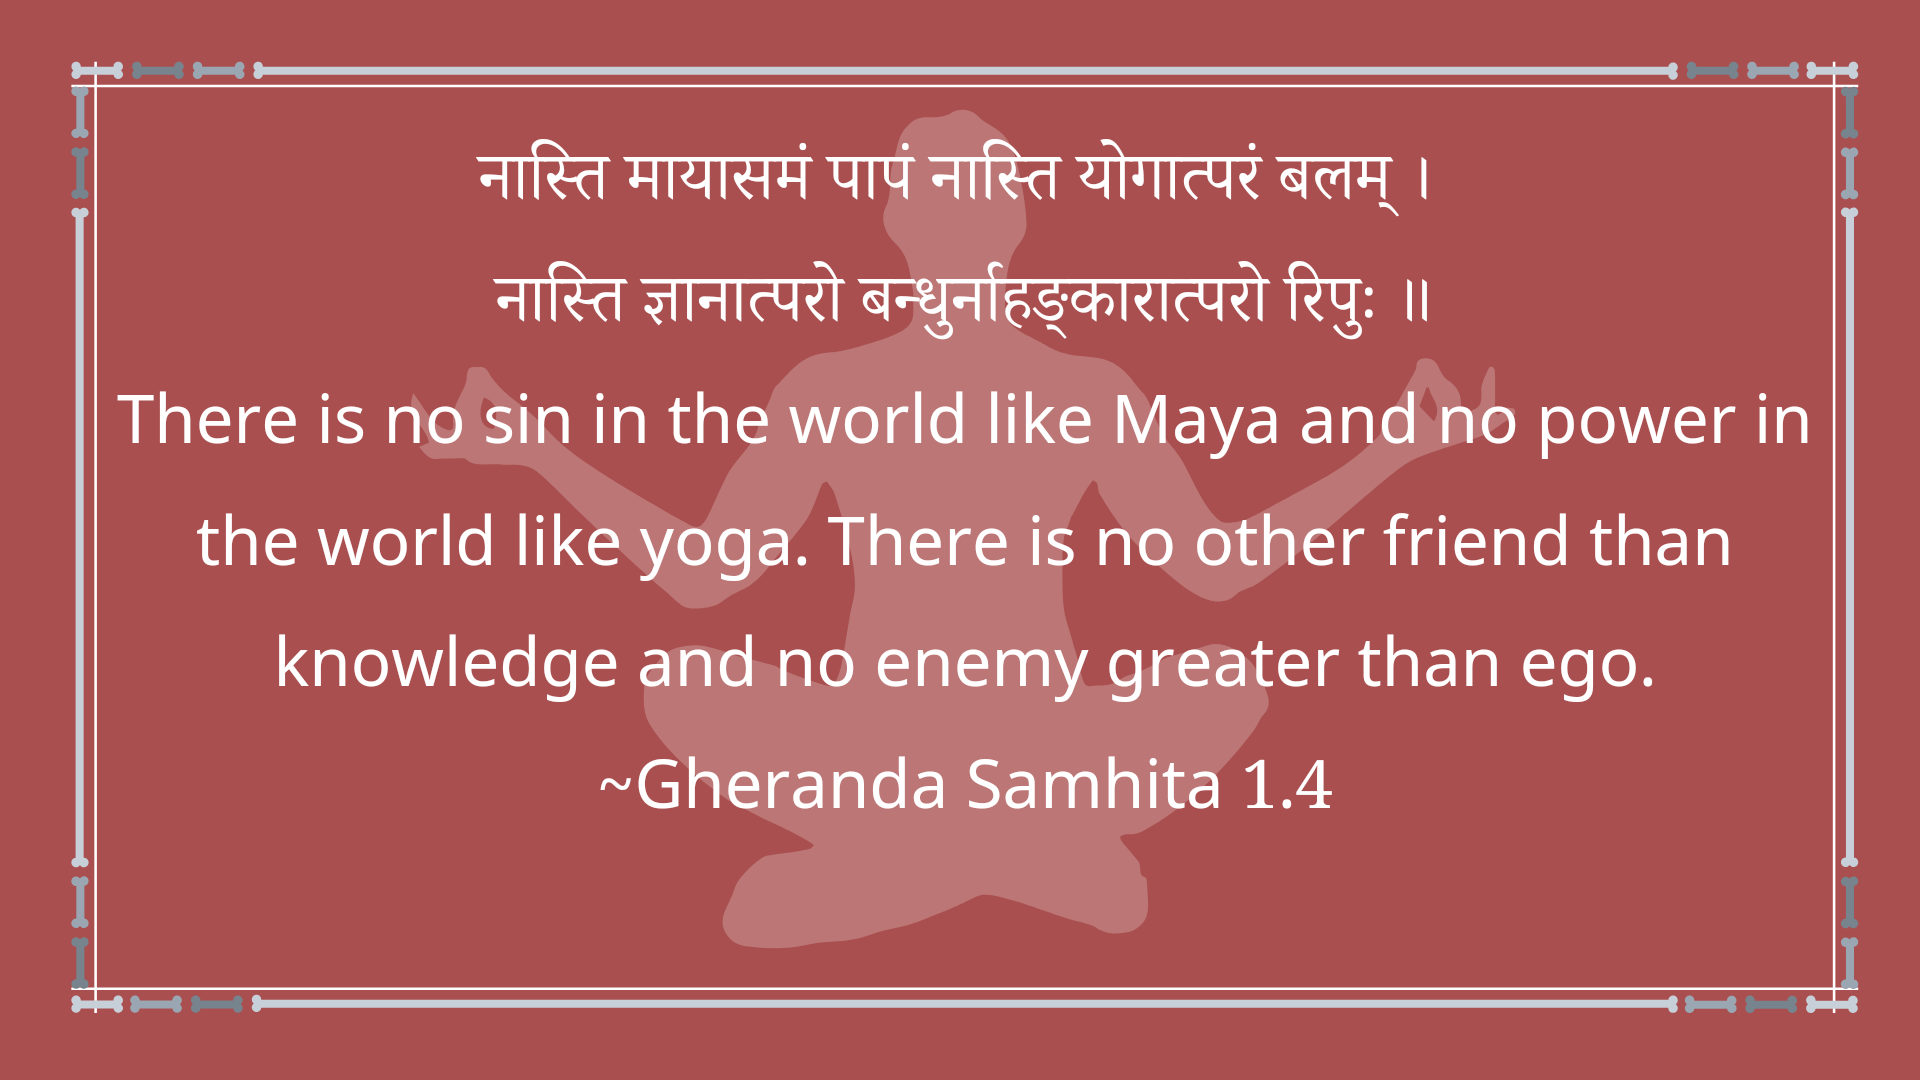 नास्ति मायासमं पापं नास्ति योगात्परं बलम् ।
नास्ति ज्ञानात्परो बन्धुर्नाहङ्कारात्परो रिपुः ॥
There is no sin in the world like Maya and no power in
the world like yoga. There is no other friend than
knowledge and no enemy greater than ego.
~Gheranda Samhita 1.4